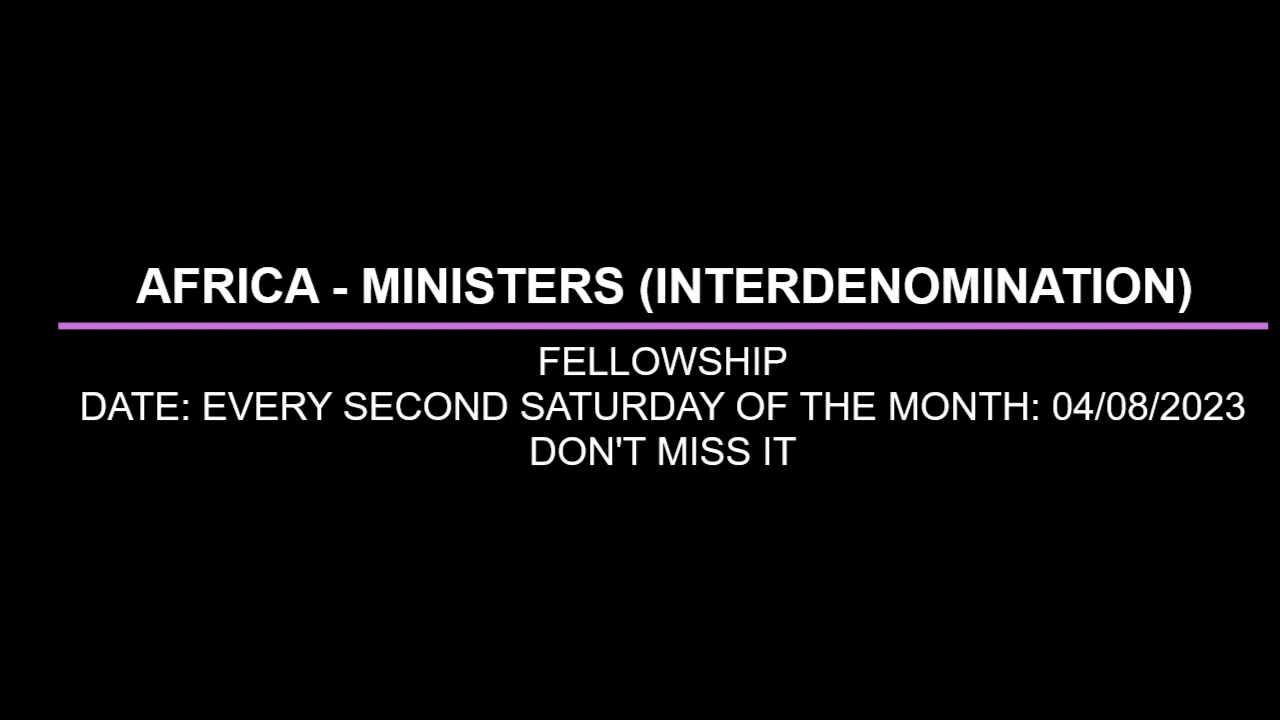 AFRICA - MINISTERS (INTERDENOMINATION)
FELLOWSHIP
DATE: EVERY SECOND SATURDAY OF THE MONTH: 04/08/2023
DON'T MISS IT